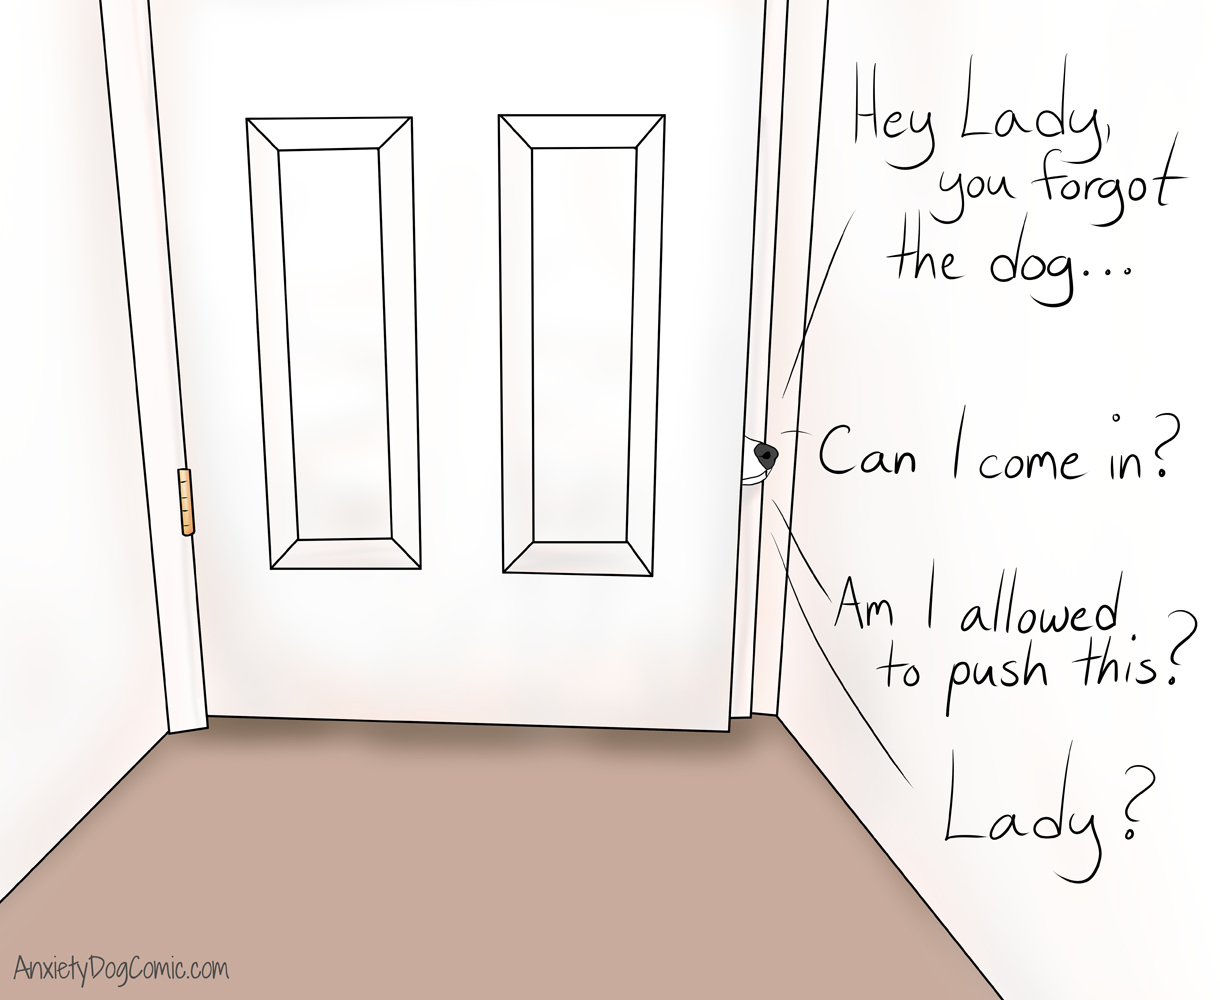 Hey Lady,
you forgot
the dog...
Can I come in?
Am I allowed
to push this?
Lady?
AnxietyDogComic.com